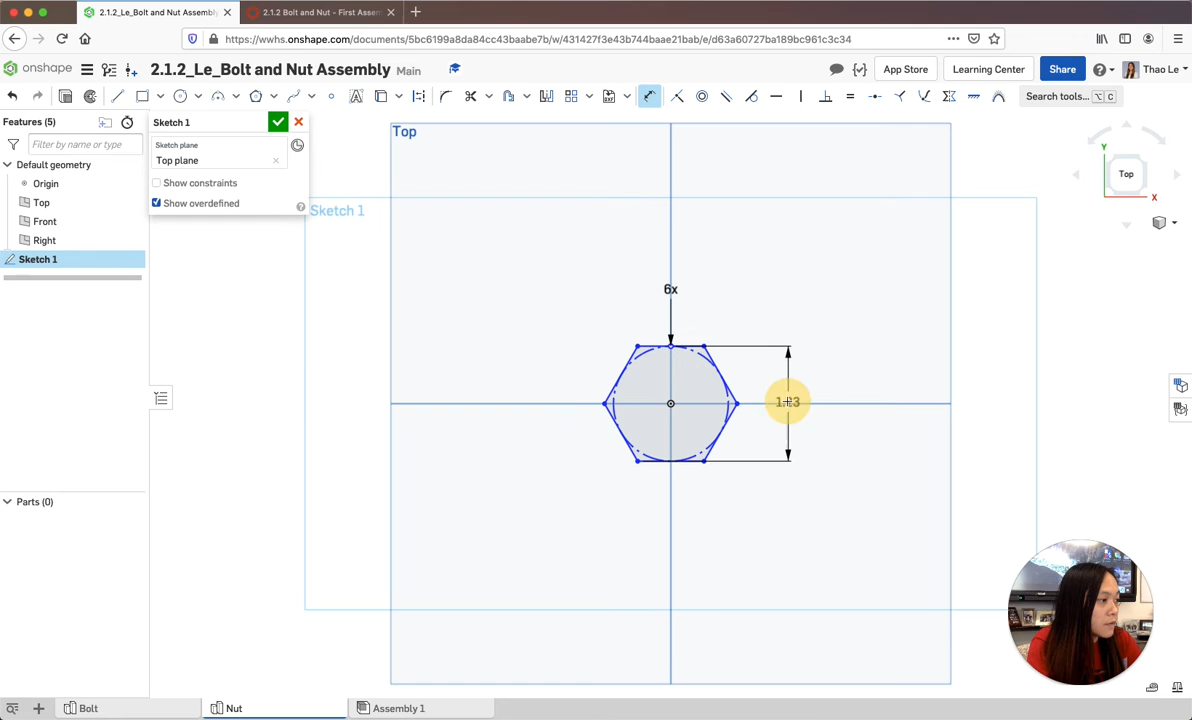 2.1.2_Le_Bolt and Nut Assembly
2.1.2 Bolt and Nut - First Assem
https://wwhs.onshape.com/documents/5bc6199a8da84cc43baabe7b/w/431427f3e43b744baae21bab/e/d63a60727ba189bc961c3c34
onshape
2.1.2_Le_Bolt and Nut Assembly Main
App Store
Learning Center
Share
Thao Le
Search tools...
⌥ C
Features (5)
Filter by name or type
Default geometry
Origin
Top
Front
Right
Sketch 1
Parts (0)
Sketch 1
Sketch plane
Top plane
Show constraints
Show overdefined
Top
Sketch 1
6x
Y
Top
X
Bolt
Nut
Assembly 1